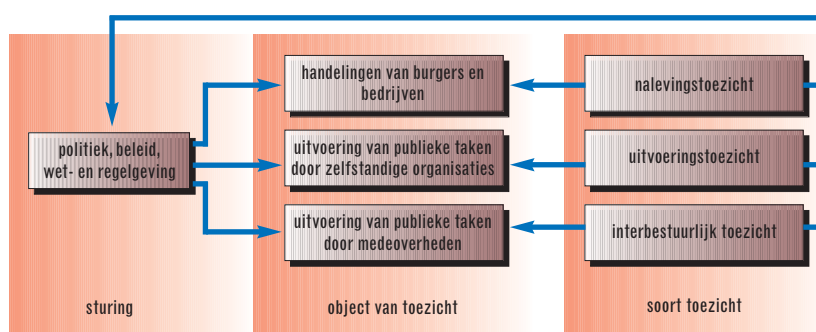 politiek, beleid,
wet- en regelgeving
sturing
handelingen van burgers en
bedrijven
uitvoering van publieke taken
door zelfstandige organisaties
uitvoering van publieke taken
door medeoverheden
object van toezicht
nalevingstoezicht
uitvoeringstoezicht
interbestuurlijk toezicht
soort toezicht